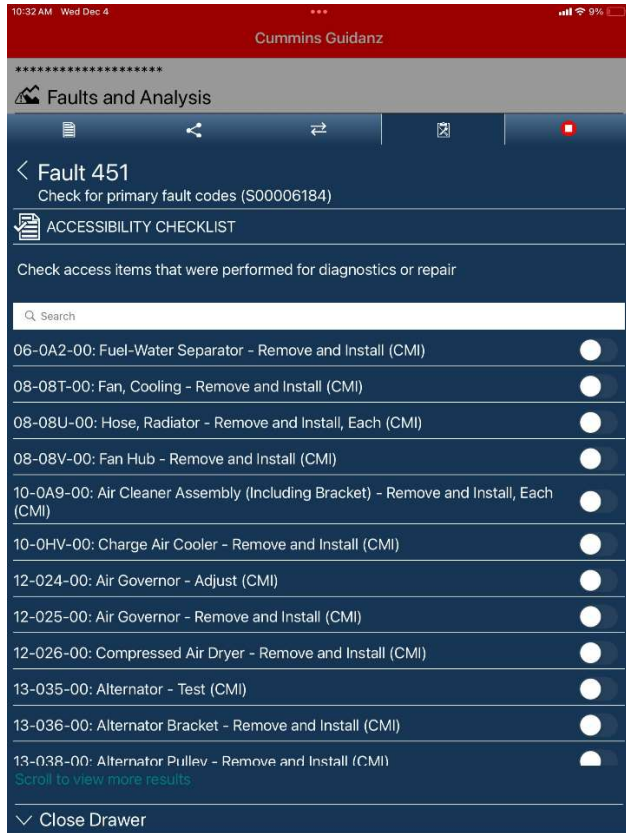 10:32 AM Wed Dec 4
9%
Cummins Guidanz
********************
Faults and Analysis
Fault 451
Check for primary fault codes (S00006184)
ACCESSIBILITY CHECKLIST
Check access items that were performed for diagnostics or repair
Search
06-0A2-00: Fuel-Water Separator - Remove and Install (CMI)
08-08T-00: Fan, Cooling - Remove and Install (CMI)
08-08U-00: Hose, Radiator - Remove and Install, Each (CMI)
08-08V-00: Fan Hub - Remove and Install (CMI)
10-0A9-00: Air Cleaner Assembly (Including Bracket) - Remove and Install, Each
(CMI)
10-0HV-00: Charge Air Cooler - Remove and Install (CMI)
12-024-00: Air Governor - Adjust (CMI)
12-025-00: Air Governor - Remove and Install (CMI)
12-026-00: Compressed Air Dryer - Remove and Install (CMI)
13-035-00: Alternator - Test (CMI)
13-036-00: Alternator Bracket - Remove and Install (CMI)
13-038-00: Alternator Pulley - Remove and Install (CMI)
Scroll to view more results
Close Drawer